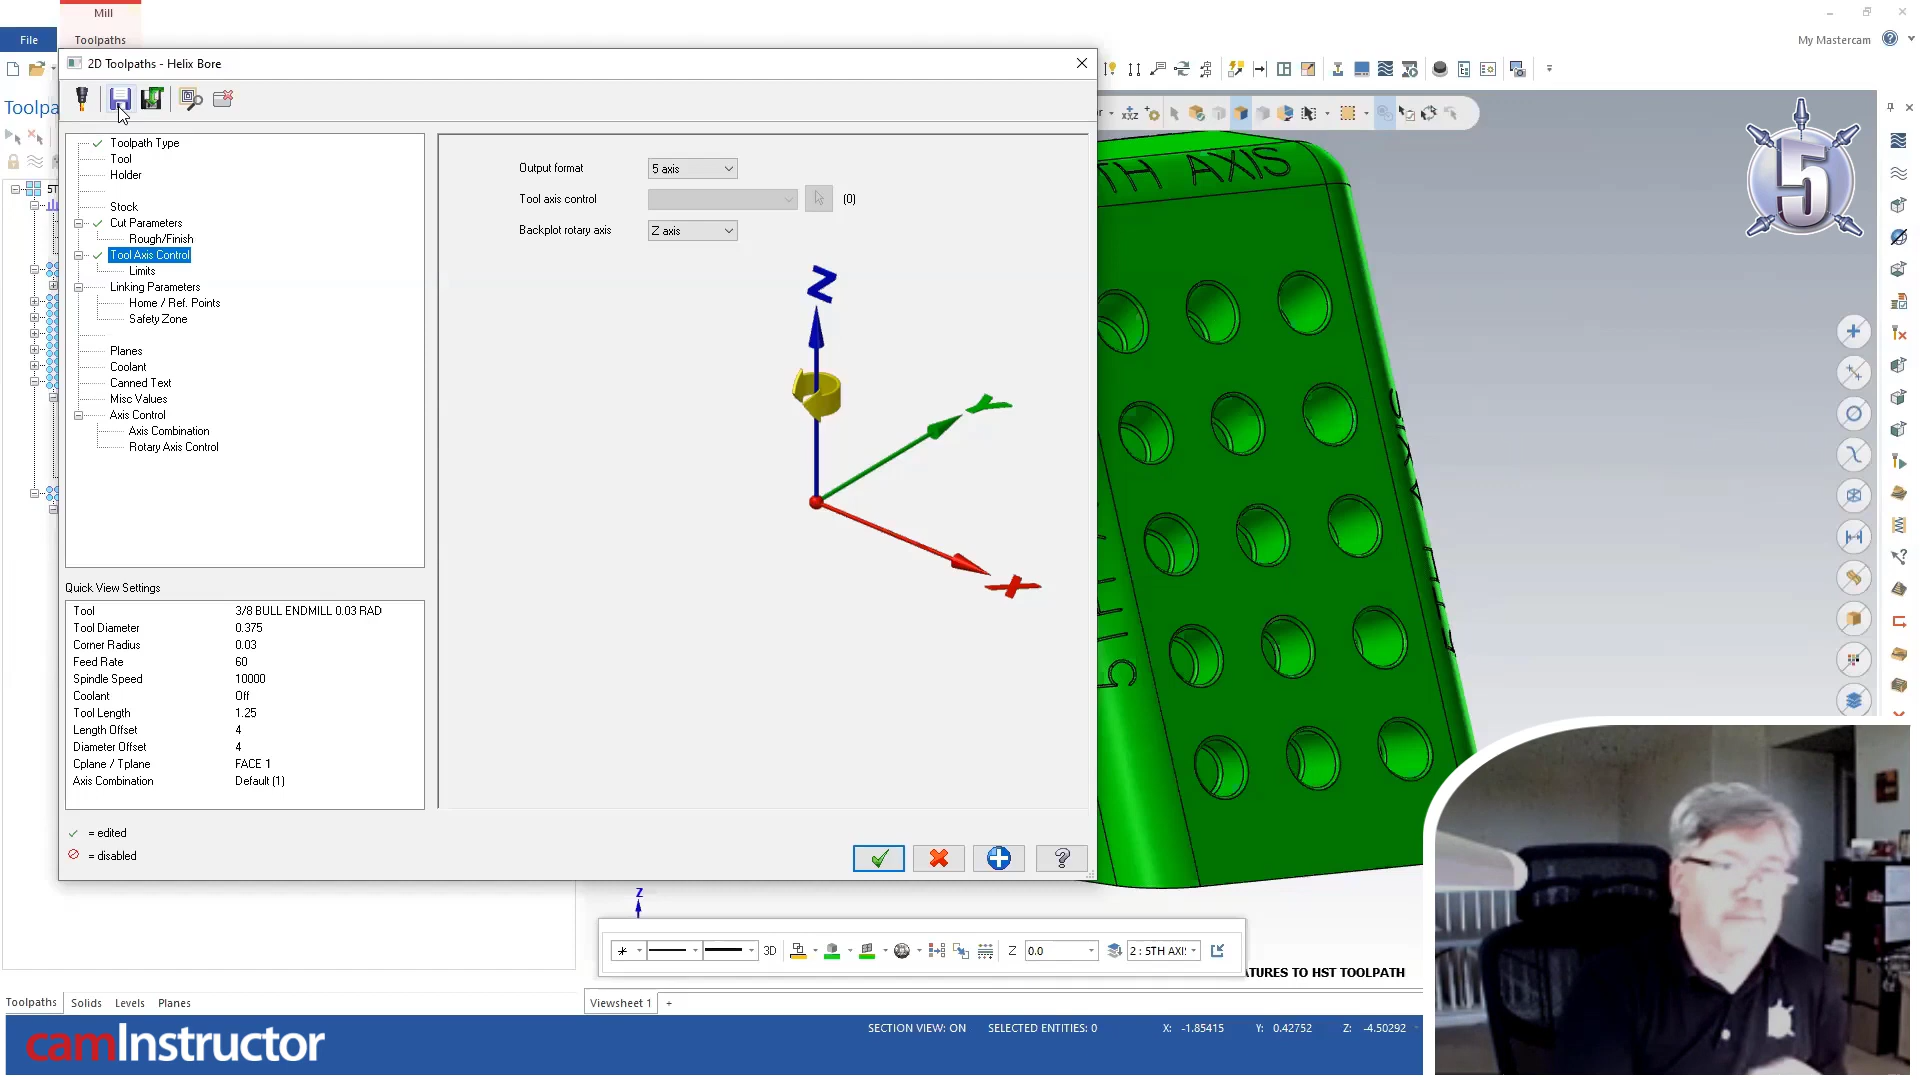 Mill
File
Toolpaths
My Mastercam
2D Toolpaths - Helix Bore
Toolpa
Toolpath Type
Tool
Holder
Stock
Cut Parameters
Rough/Finish
Tool Axis Control
Limits
Linking Parameters
Home / Ref. Points
Safety Zone
Planes
Coolant
Canned Text
Misc Values
Axis Control
Axis Combination
Rotary Axis Control
Output format
5 axis
Tool axis control
(0)
Backplot rotary axis
Z axis
Z
Y
X
TH AXIS
5
Quick View Settings
Tool 3/8 BULL ENDMILL 0.03 RAD
Tool Diameter 0.375
Corner Radius 0.03
Feed Rate 60
Spindle Speed 10000
Coolant Off
Tool Length 1.25
Length Offset 4
Diameter Offset 4
Cplane / Tplane FACE 1
Axis Combination Default (1)
= edited
= disabled
Z
3D
Z 0.0
2 : 5TH AXI
TURES TO HST TOOLPATH
Toolpaths Solids Levels Planes
Viewsheet 1 +
SECTION VIEW: ON SELECTED ENTITIES: 0 X: -1.85415 Y: 0.42752 Z: -4.50292
camInstructor